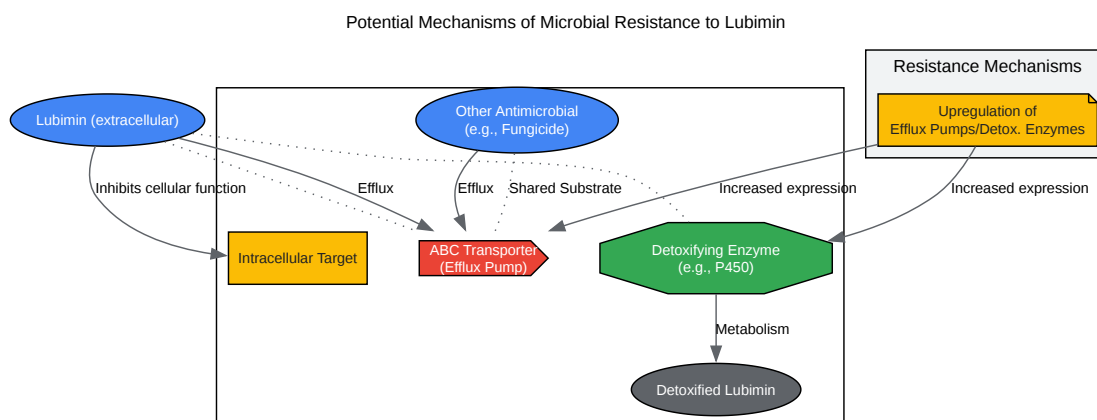 Potential Mechanisms of Microbial Resistance to Lubimin
Resistance Mechanisms
Lubimin (extracellular)
Other Antimicrobial
(e.g., Fungicide)
Upregulation of
Efflux Pumps/Detox. Enzymes
Inhibits cellular function
Efflux
Efflux
Shared Substrate
Increased expression
Increased expression
Intracellular Target
ABC Transporter
(Efflux Pump)
Detoxifying Enzyme
(e.g., P450)
Metabolism
Detoxified Lubimin